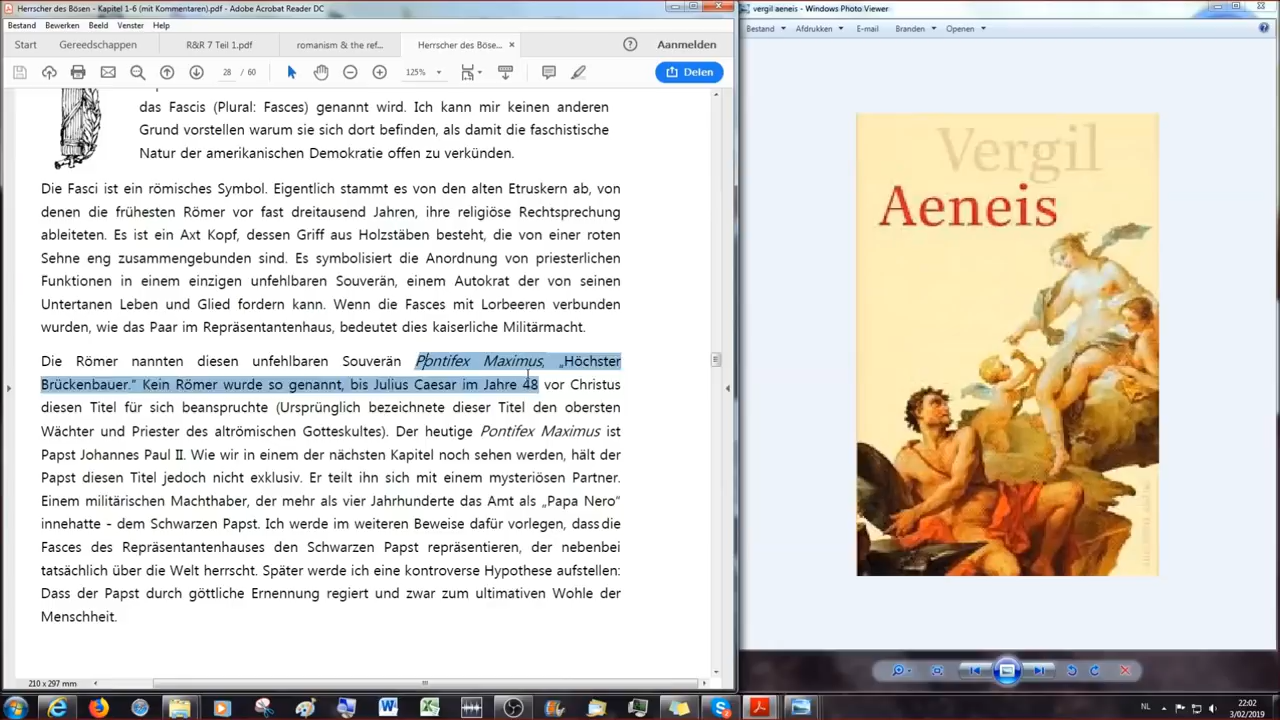 Herrscher des Bösen - Kapitel 1-6 (mit Kommentaren).pdf - Adobe Acrobat Reader DC
Bestand Bewerken Beeld Venster Help
Start Gereedschappen R&R 7 Teil 1.pdf romanism & the ref... Herrscher des Böse... × Anmelden
28 / 60 125% Delen
das Fascis (Plural: Fasces) genannt wird. Ich kann mir keinen anderen
Grund vorstellen warum sie sich dort befinden, als damit die faschistische
Natur der amerikanischen Demokratie offen zu verkünden.
Die Fasci ist ein römisches Symbol. Eigentlich stammt es von den alten Etruskern ab, von
denen die frühesten Römer vor fast dreitausend Jahren, ihre religiöse Rechtsprechung
ableiteten. Es ist ein Axt Kopf, dessen Griff aus Holzstäben besteht, die von einer roten
Sehne eng zusammengebunden sind. Es symbolisiert die Anordnung von priesterlichen
Funktionen in einem einzigen unfehlbaren Souverän, einem Autokrat der von seinen
Untertanen Leben und Glied fordern kann. Wenn die Fasces mit Lorbeeren verbunden
wurden, wie das Paar im Repräsentantenhaus, bedeutet dies kaiserliche Militärmacht.
Die Römer nannten diesen unfehlbaren Souverän Pontifex Maximus, „Höchster
Brückenbauer.“ Kein Römer wurde so genannt, bis Julius Caesar im Jahre 48 vor Christus
diesen Titel für sich beanspruchte (Ursprünglich bezeichnete dieser Titel den obersten
Wächter und Priester des altrömischen Gotteskultes). Der heutige Pontifex Maximus ist
Papst Johannes Paul II. Wie wir in einem der nächsten Kapitel noch sehen werden, hält der
Papst diesen Titel jedoch nicht exklusiv. Er teilt ihn sich mit einem mysteriösen Partner.
Einem militärischen Machthaber, der mehr als vier Jahrhunderte das Amt als „Papa Nero“
innehatte - dem Schwarzen Papst. Ich werde im weiteren Beweise dafür vorlegen, dass die
Fasces des Repräsentantenhauses den Schwarzen Papst repräsentieren, der nebenbei
tatsächlich über die Welt herrscht. Später werde ich eine kontroverse Hypothese aufstellen:
Dass der Papst durch göttliche Ernennung regiert und zwar zum ultimativen Wohle der
Menschheit.
210 x 297 mm
vergil aeneis - Windows Photo Viewer
Bestand Afdrukken E-mail Branden Openen
Vergil
Aeneis
NL
22:02
3/02/2019